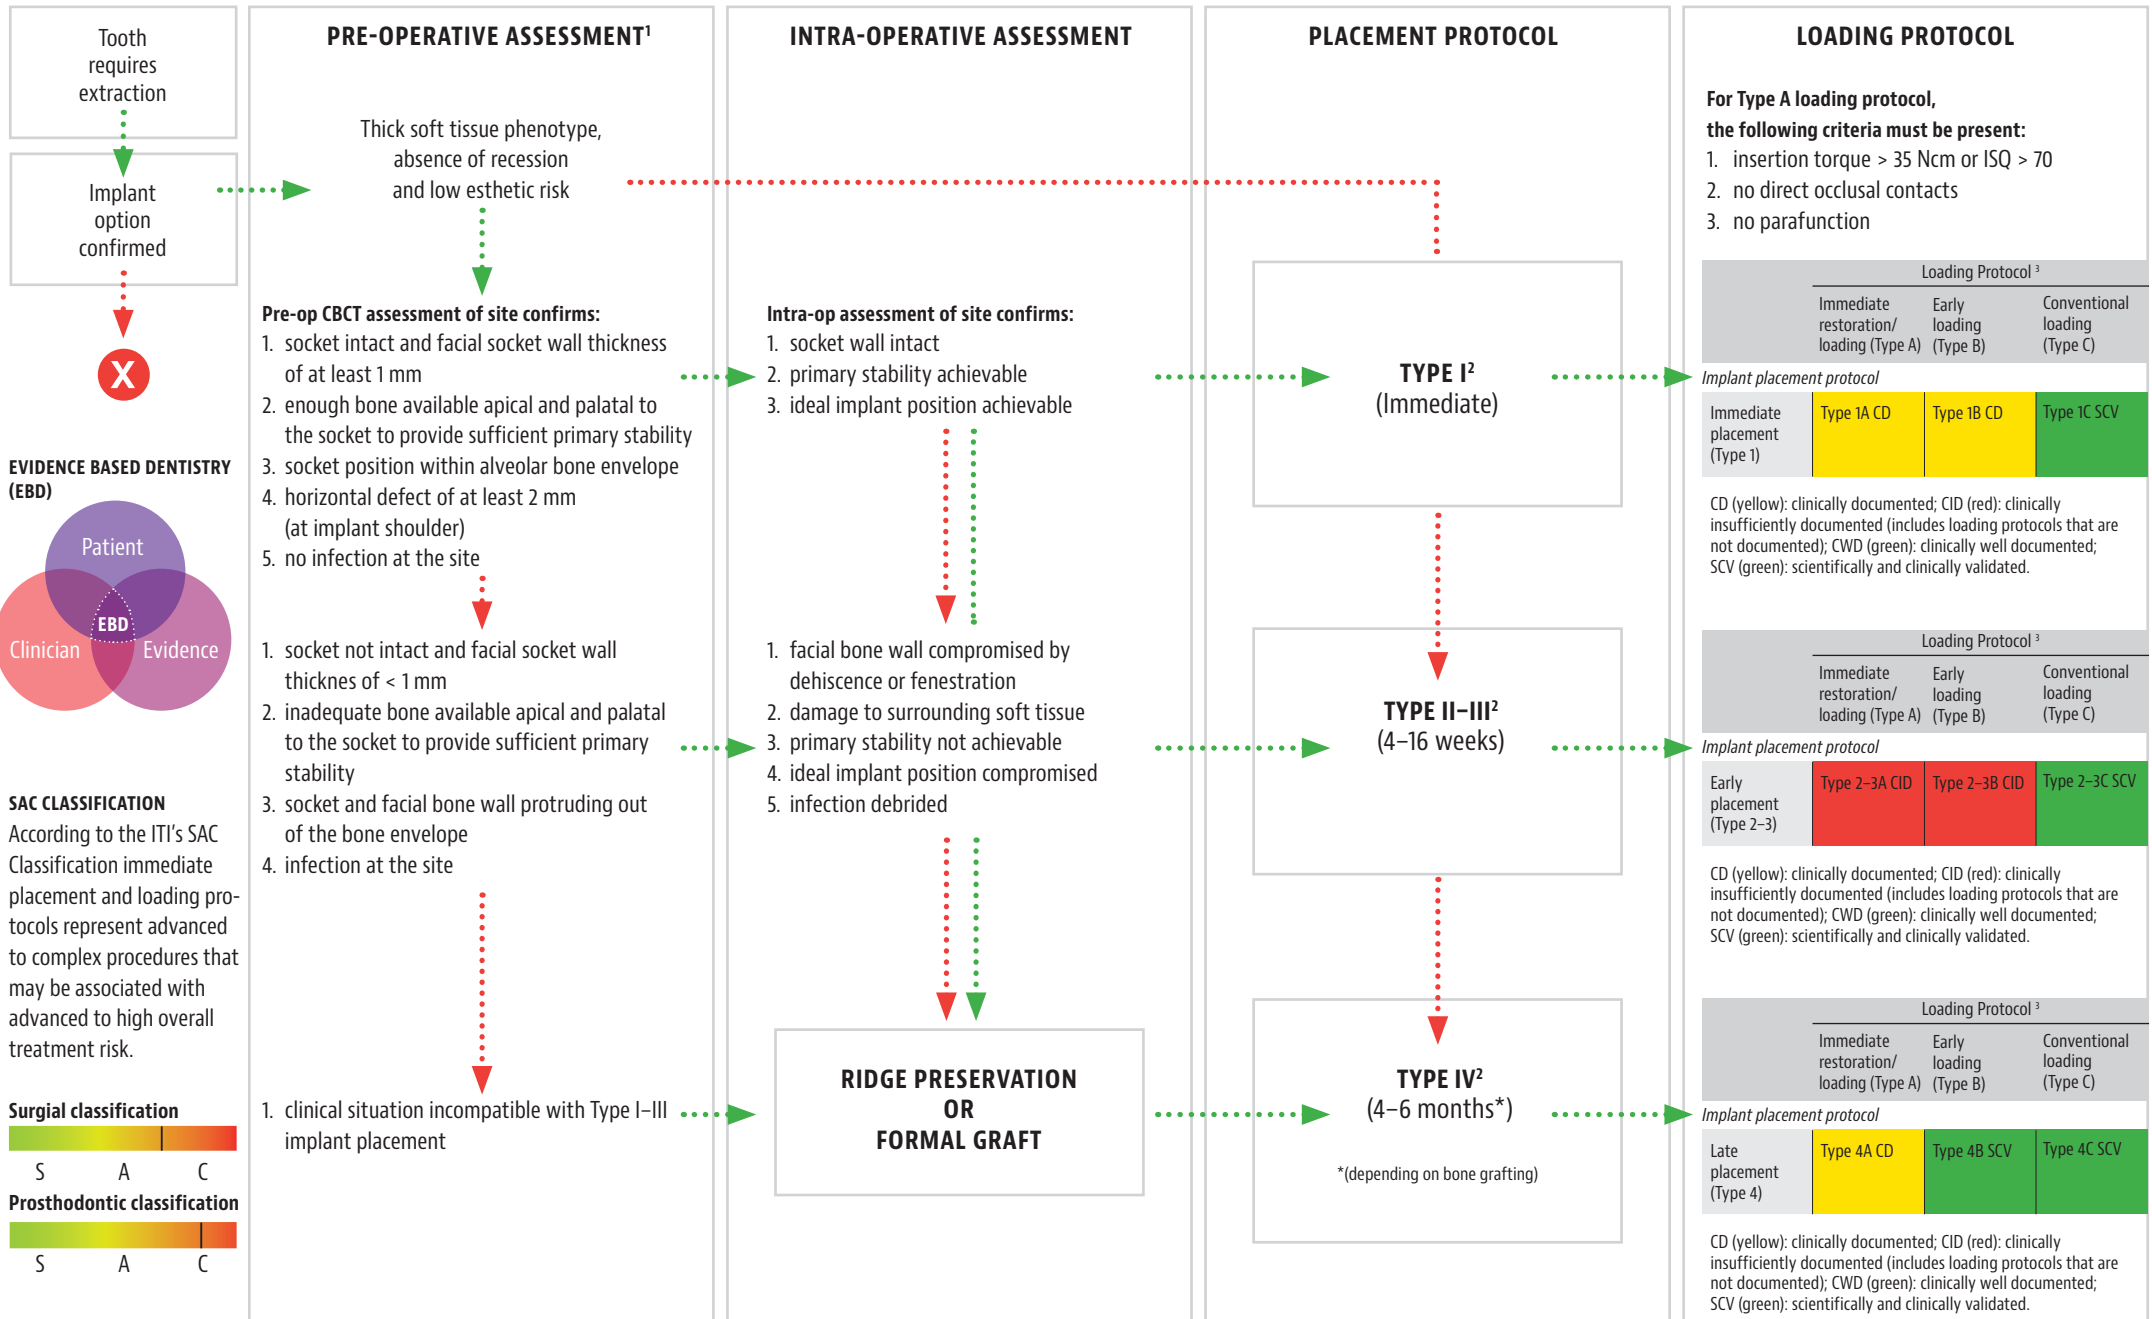 Tooth
requires
extraction
Implant
option
confirmed
X
EVIDENCE BASED DENTISTRY
(EBD)
Patient
EBD
Clinician
Evidence
SAC CLASSIFICATION
According to the ITI's SAC
Classification immediate
placement and loading pro-
tocols represent advanced
to complex procedures that
may be associated with
advanced to high overall
treatment risk.
Surgial classification
S A C
Prosthodontic classification
S A C
PRE-OPERATIVE ASSESSMENT¹
Thick soft tissue phenotype,
absence of recession
and low esthetic risk
Pre-op CBCT assessment of site confirms:
1. socket intact and facial socket wall thickness
of at least 1 mm
2. enough bone available apical and palatal to
the socket to provide sufficient primary stability
3. socket position within alveolar bone envelope
4. horizontal defect of at least 2 mm
(at implant shoulder)
5. no infection at the site
1. socket not intact and facial socket wall
thicknes of < 1 mm
2. inadequate bone available apical and palatal
to the socket to provide sufficient primary
stability
3. socket and facial bone wall protruding out
of the bone envelope
4. infection at the site
1. clinical situation incompatible with Type I–III
implant placement
INTRA-OPERATIVE ASSESSMENT
Intra-op assessment of site confirms:
1. socket wall intact
2. primary stability achievable
3. ideal implant position achievable
1. facial bone wall compromised by
dehiscence or fenestration
2. damage to surrounding soft tissue
3. primary stability not achievable
4. ideal implant position compromised
5. infection debrided
RIDGE PRESERVATION
OR
FORMAL GRAFT
PLACEMENT PROTOCOL
TYPE I²
(Immediate)
TYPE II–III²
(4–16 weeks)
TYPE IV²
(4–6 months*)
*(depending on bone grafting)
LOADING PROTOCOL
For Type A loading protocol,
the following criteria must be present:
1. insertion torque > 35 Ncm or ISQ > 70
2. no direct occlusal contacts
3. no parafunction
Loading Protocol ³
Immediate Early Conventional
restoration/ loading loading
loading (Type A) (Type B) (Type C)
Implant placement protocol
Immediate Type 1A CD Type 1B CD Type 1C SCV
placement
(Type 1)
CD (yellow): clinically documented; CID (red): clinically
insufficiently documented (includes loading protocols that are
not documented); CWD (green): clinically well documented;
SCV (green): scientifically and clinically validated.
Loading Protocol ³
Immediate Early Conventional
restoration/ loading loading
loading (Type A) (Type B) (Type C)
Implant placement protocol
Early Type 2–3A CID Type 2–3B CID Type 2–3C SCV
placement
(Type 2–3)
CD (yellow): clinically documented; CID (red): clinically
insufficiently documented (includes loading protocols that are
not documented); CWD (green): clinically well documented;
SCV (green): scientifically and clinically validated.
Loading Protocol ³
Immediate Early Conventional
restoration/ loading loading
loading (Type A) (Type B) (Type C)
Implant placement protocol
Late Type 4A CD Type 4B SCV Type 4C SCV
placement
(Type 4)
CD (yellow): clinically documented; CID (red): clinically
insufficiently documented (includes loading protocols that are
not documented); CWD (green): clinically well documented;
SCV (green): scientifically and clinically validated.